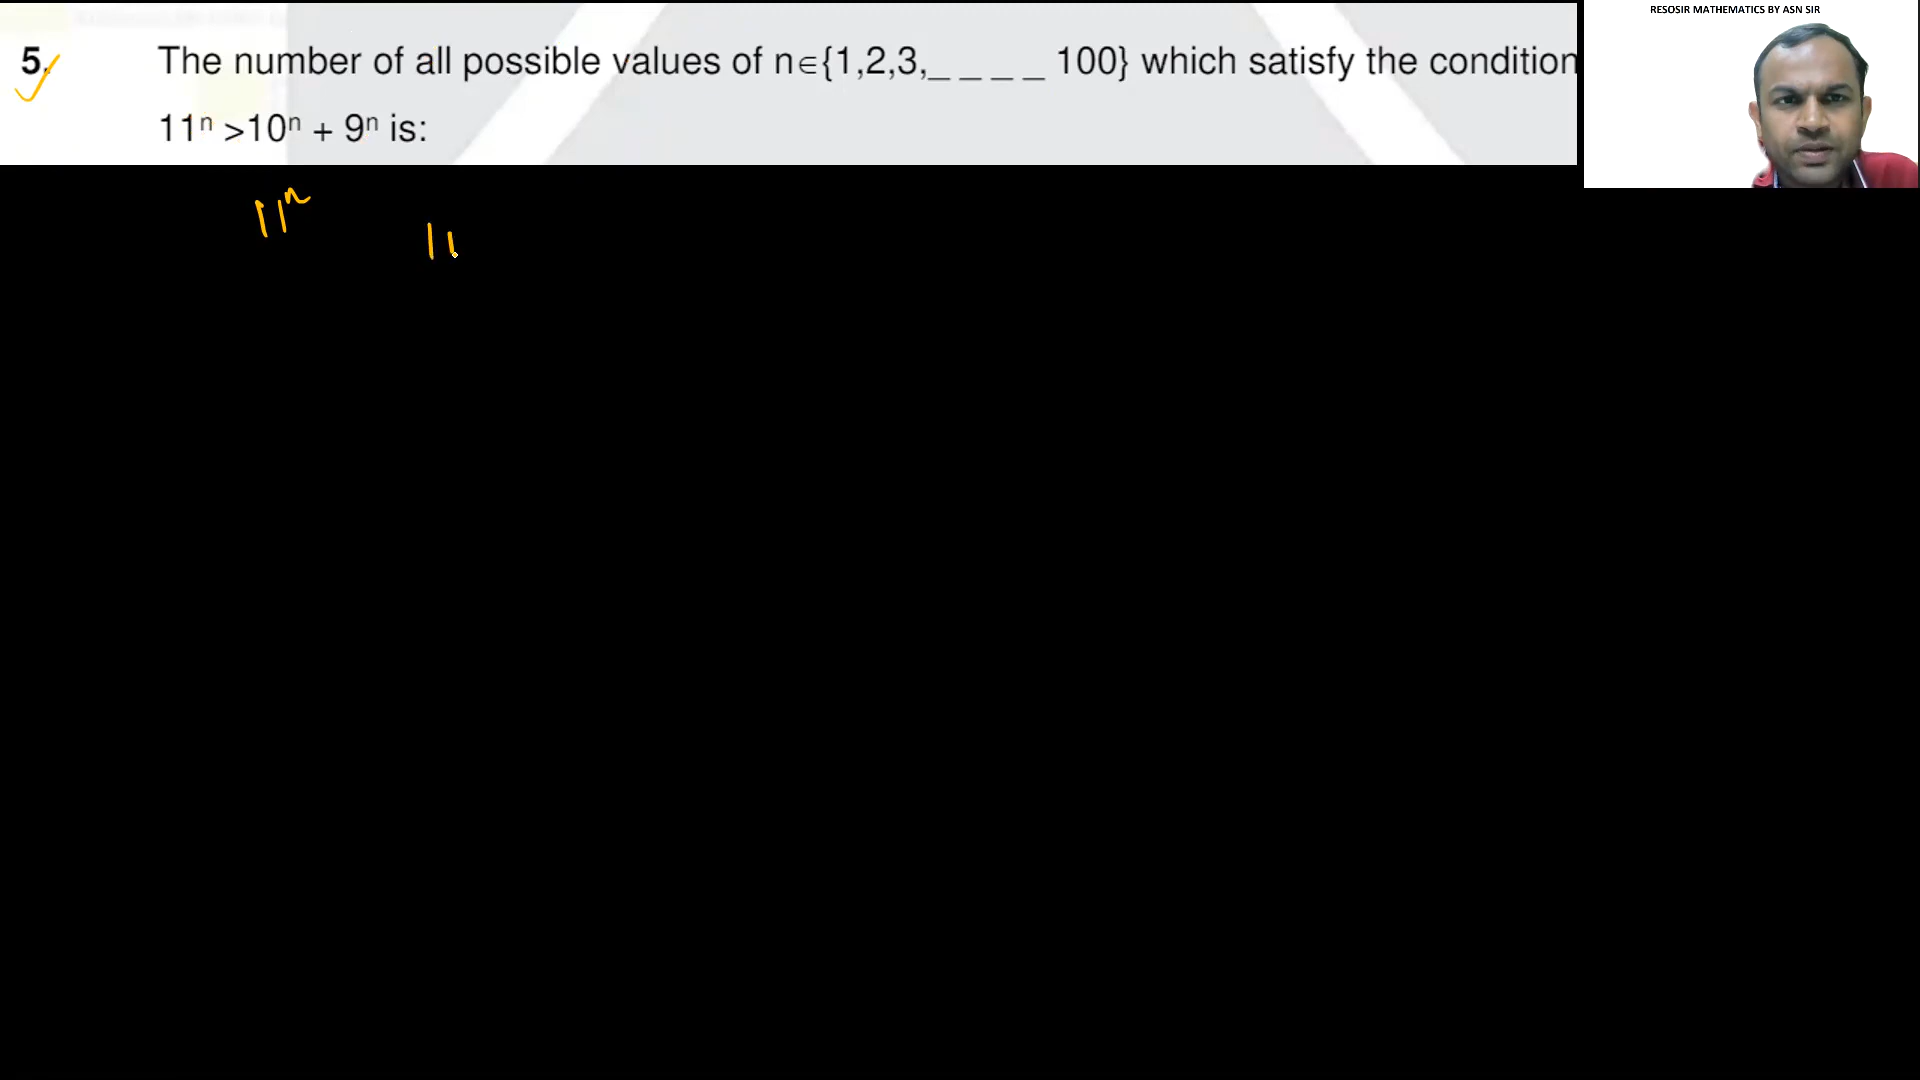 RESOSIR MATHEMATICS BY ASN SIR
5. The number of all possible values of n∈{1,2,3,_ _ _ _ 100} which satisfy the condition
11ⁿ >10ⁿ + 9ⁿ is:
11ⁿ
11